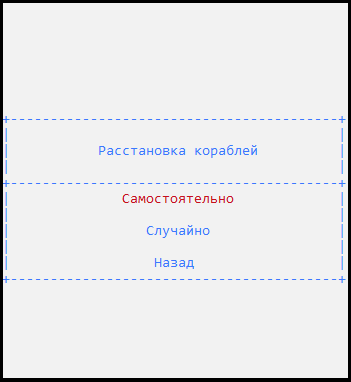 Расстановка кораблей
Самостоятельно
Случайно
Назад